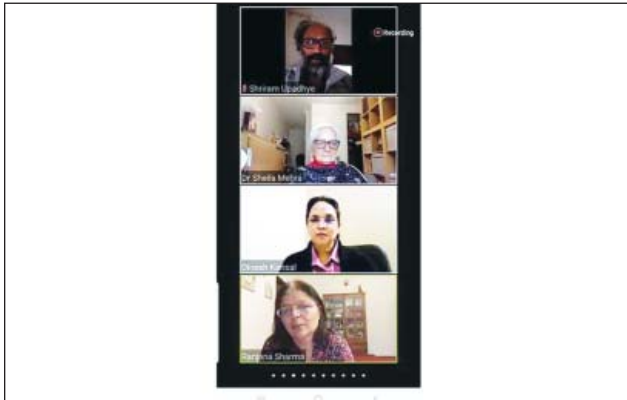 Recording
Shriram Upadhye
Dr Sheila Mehra
Dinesh Kansal
Ranjana Sharma